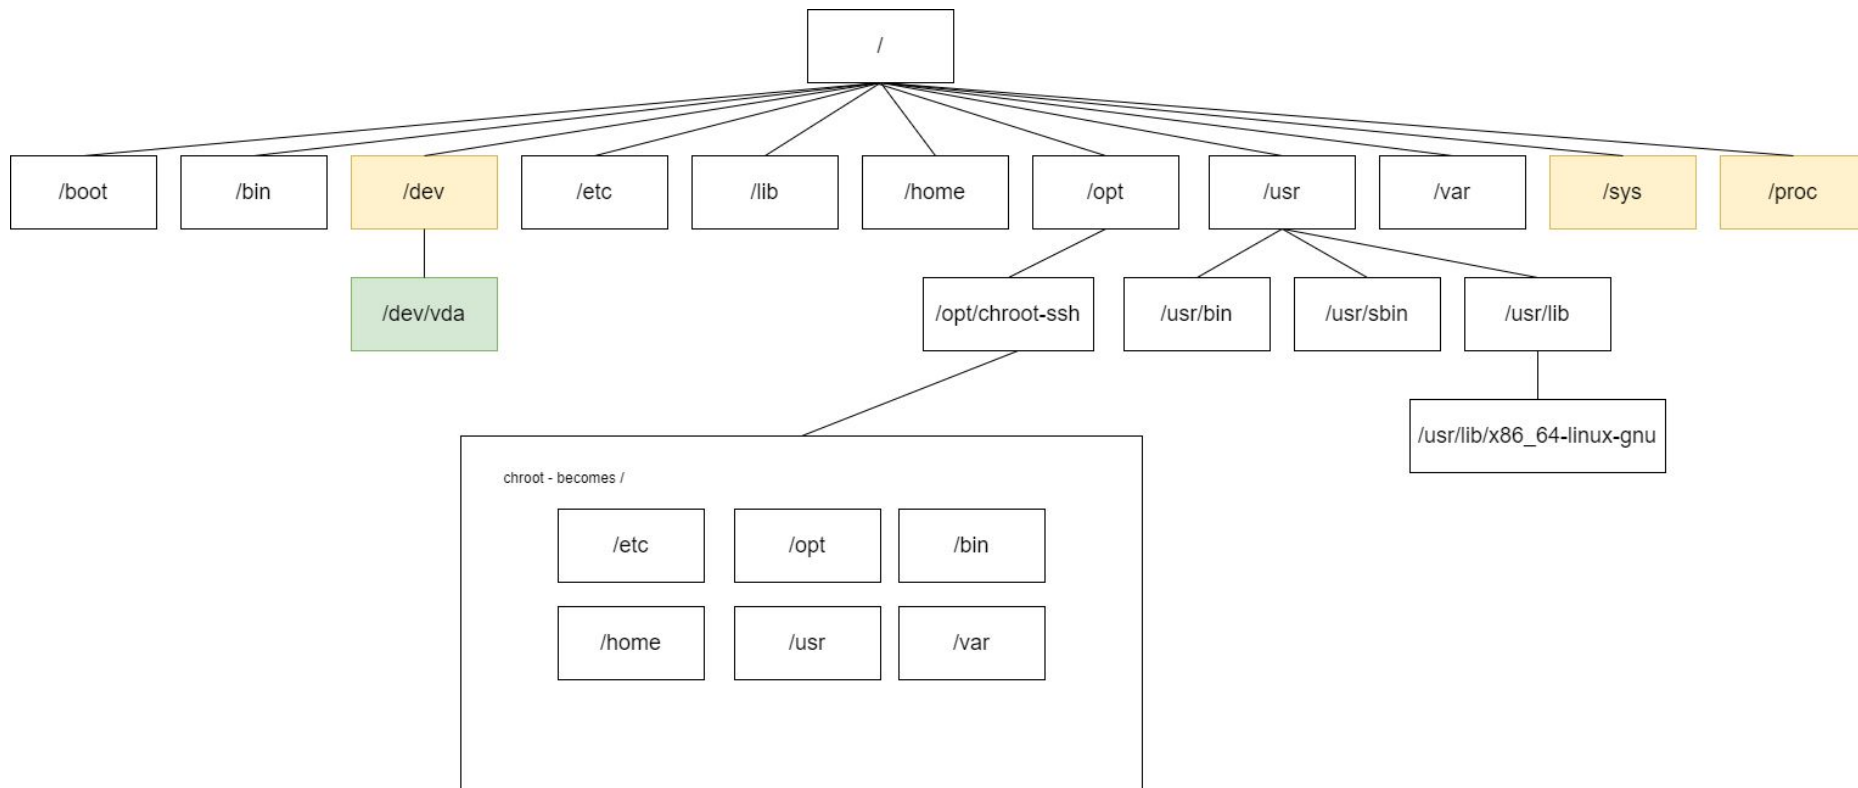 /
/boot
/bin
/dev
/etc
/lib
/home
/opt
/usr
/var
/sys
/proc
/dev/vda
/opt/chroot-ssh
/usr/bin
/usr/sbin
/usr/lib
/usr/lib/x86_64-linux-gnu
chroot - becomes /
/etc
/opt
/bin
/home
/usr
/var